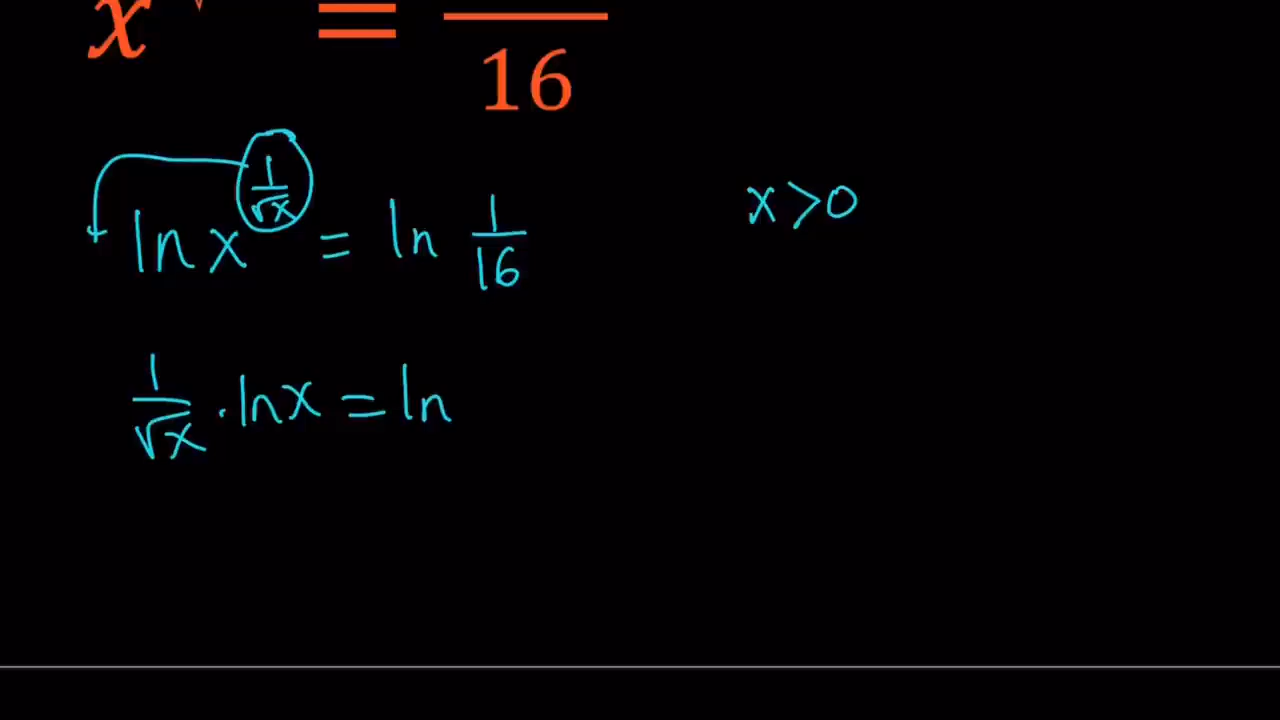 x√ = —/16
ln x^(1/√x) = ln 1/16
x > 0
1/√x · ln x = ln